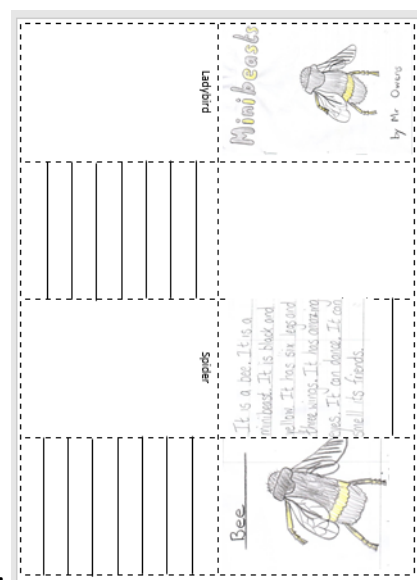 Minibeasts
by Mr Owens
It is a bee. It is a
minibeast. It is black and
yellow. It has six legs and
three wings. It has amazing
eyes. It can dance. It can
smell its friends.
Bee
Ladybird
Spider